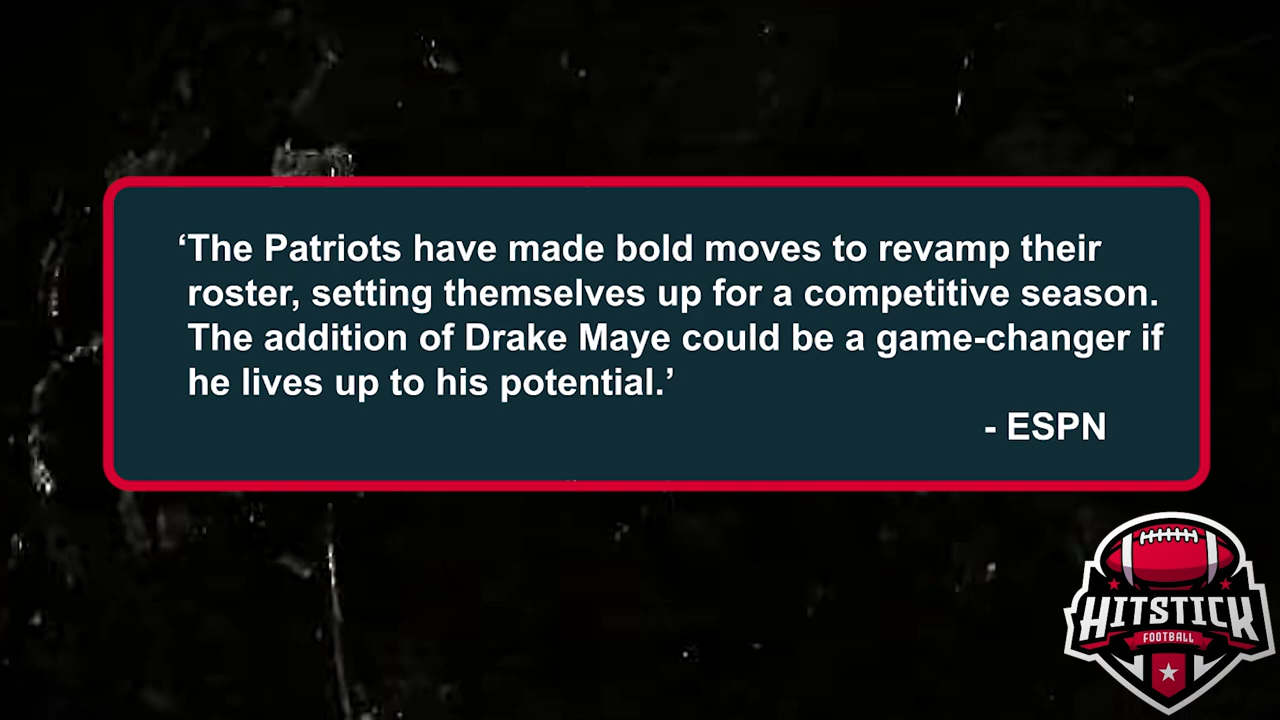 ‘The Patriots have made bold moves to revamp their
roster, setting themselves up for a competitive season.
The addition of Drake Maye could be a game-changer if
he lives up to his potential.’
- ESPN
HITSTICK
FOOTBALL